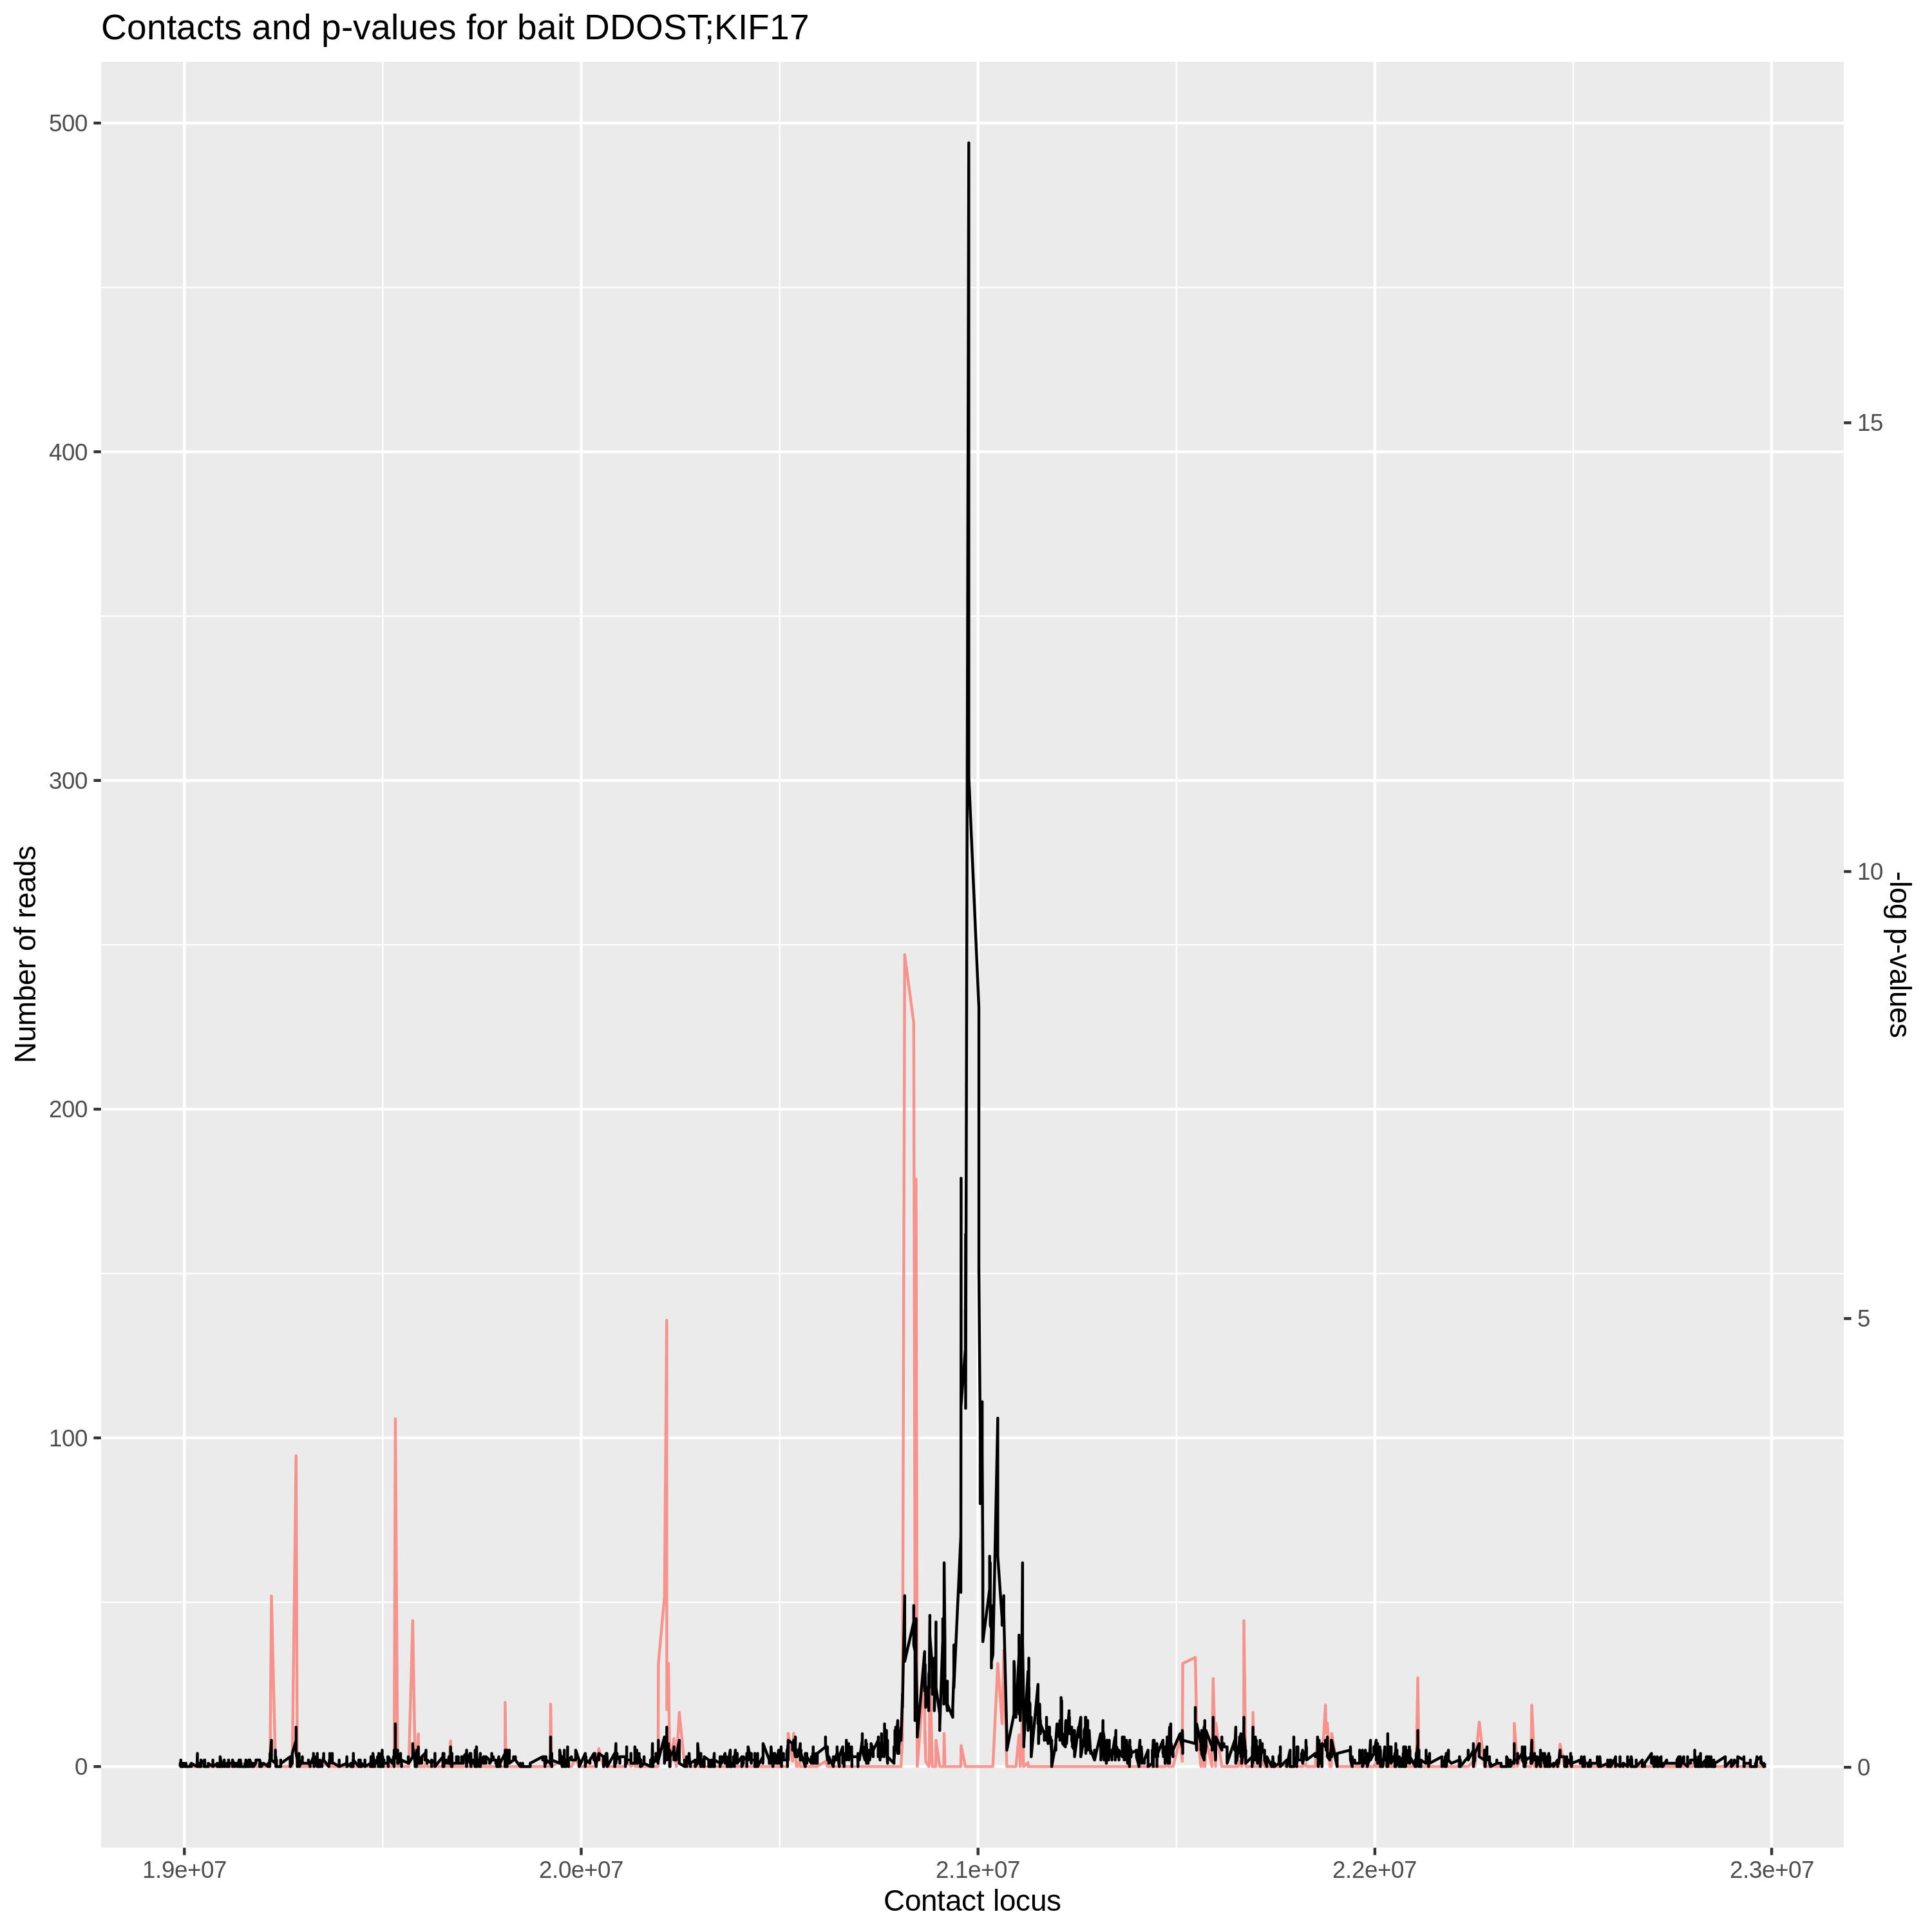 Contacts and p-values for bait DDOST;KIF17
500
400
300
200
100
0
Number of reads
15
10
5
0
-log p-values
1.9e+07
2.0e+07
2.1e+07
2.2e+07
2.3e+07
Contact locus